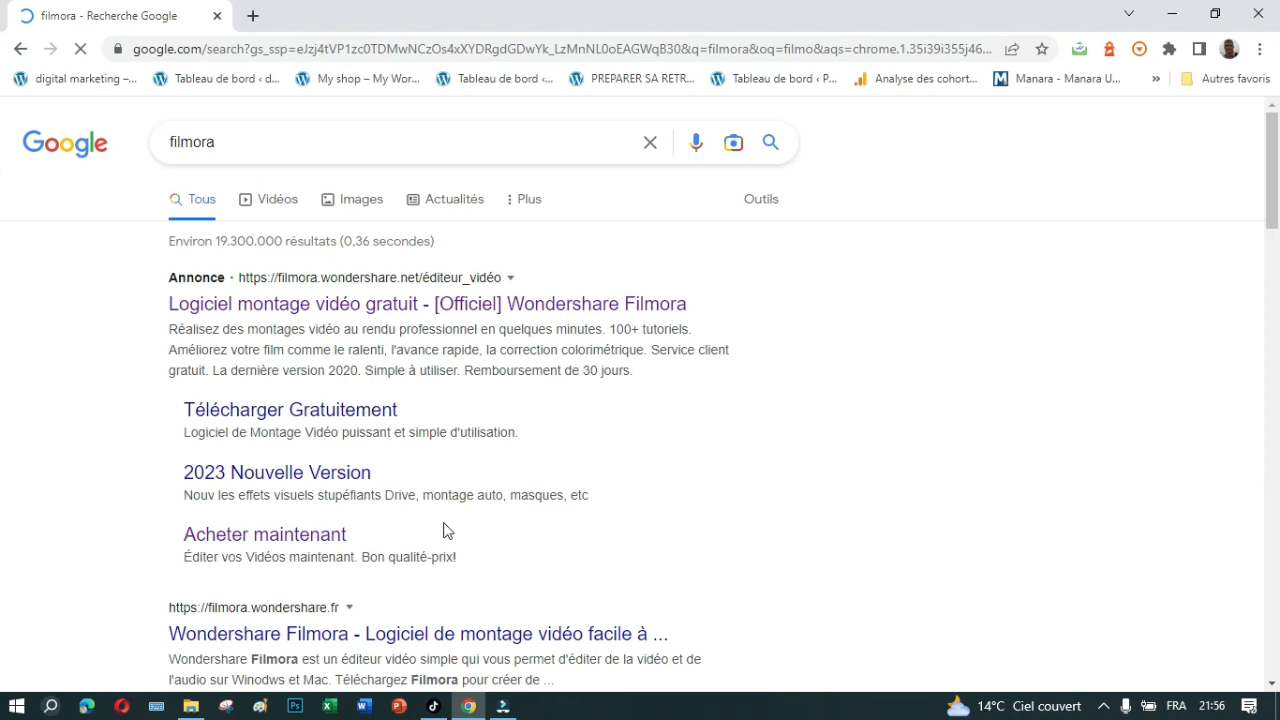 filmora - Recherche Google
google.com/search?gs_ssp=eJzj4tVP1zc0TDMwNCzOs4xXYDRgdGDwYk_LzMnNL0oEAGWqB30&q=filmora&oq=filmo&aqs=chrome.1.35i39i355j46...
digital marketing –...
Tableau de bord ‹ d...
My shop – My Wor...
Tableau de bord ‹...
PREPARER SA RETR...
Tableau de bord ‹ P...
Analyse des cohort...
M Manara - Manara U...
»
Autres favoris
Google
filmora
Tous
Vidéos
Images
Actualités
Plus
Outils
Environ 19.300.000 résultats (0,36 secondes)
Annonce · https://filmora.wondershare.net/éditeur_vidéo
Logiciel montage vidéo gratuit - [Officiel] Wondershare Filmora
Réalisez des montages vidéo au rendu professionnel en quelques minutes. 100+ tutoriels.
Améliorez votre film comme le ralenti, l'avance rapide, la correction colorimétrique. Service client
gratuit. La dernière version 2020. Simple à utiliser. Remboursement de 30 jours.
Télécharger Gratuitement
Logiciel de Montage Vidéo puissant et simple d'utilisation.
2023 Nouvelle Version
Nouv les effets visuels stupéfiants Drive, montage auto, masques, etc
Acheter maintenant
Éditer vos Vidéos maintenant. Bon qualité-prix!
https://filmora.wondershare.fr
Wondershare Filmora - Logiciel de montage vidéo facile à ...
Wondershare Filmora est un éditeur vidéo simple qui vous permet d'éditer de la vidéo et de
l'audio sur Winodws et Mac. Téléchargez Filmora pour créer de ...
Ps
14°C Ciel couvert
FRA
21:56